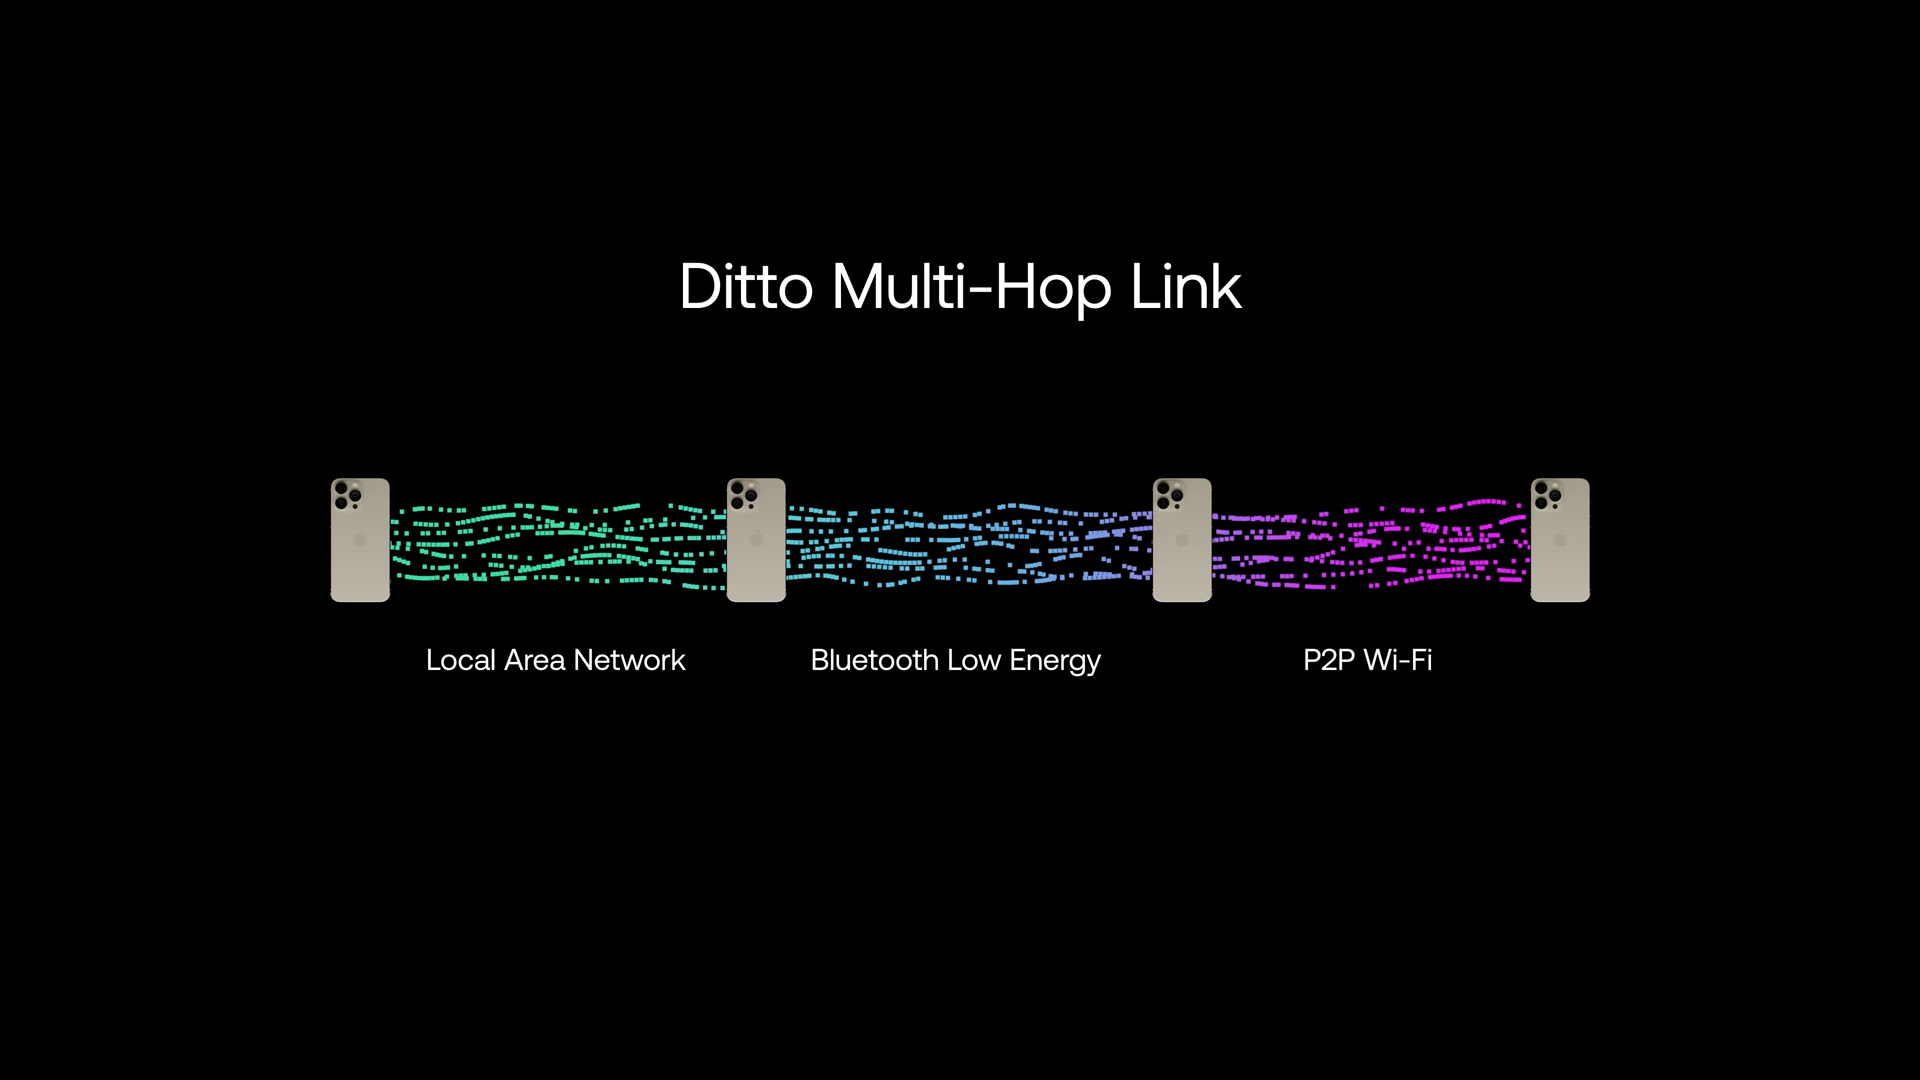 Ditto Multi-Hop Link
Local Area Network
Bluetooth Low Energy
P2P Wi-Fi